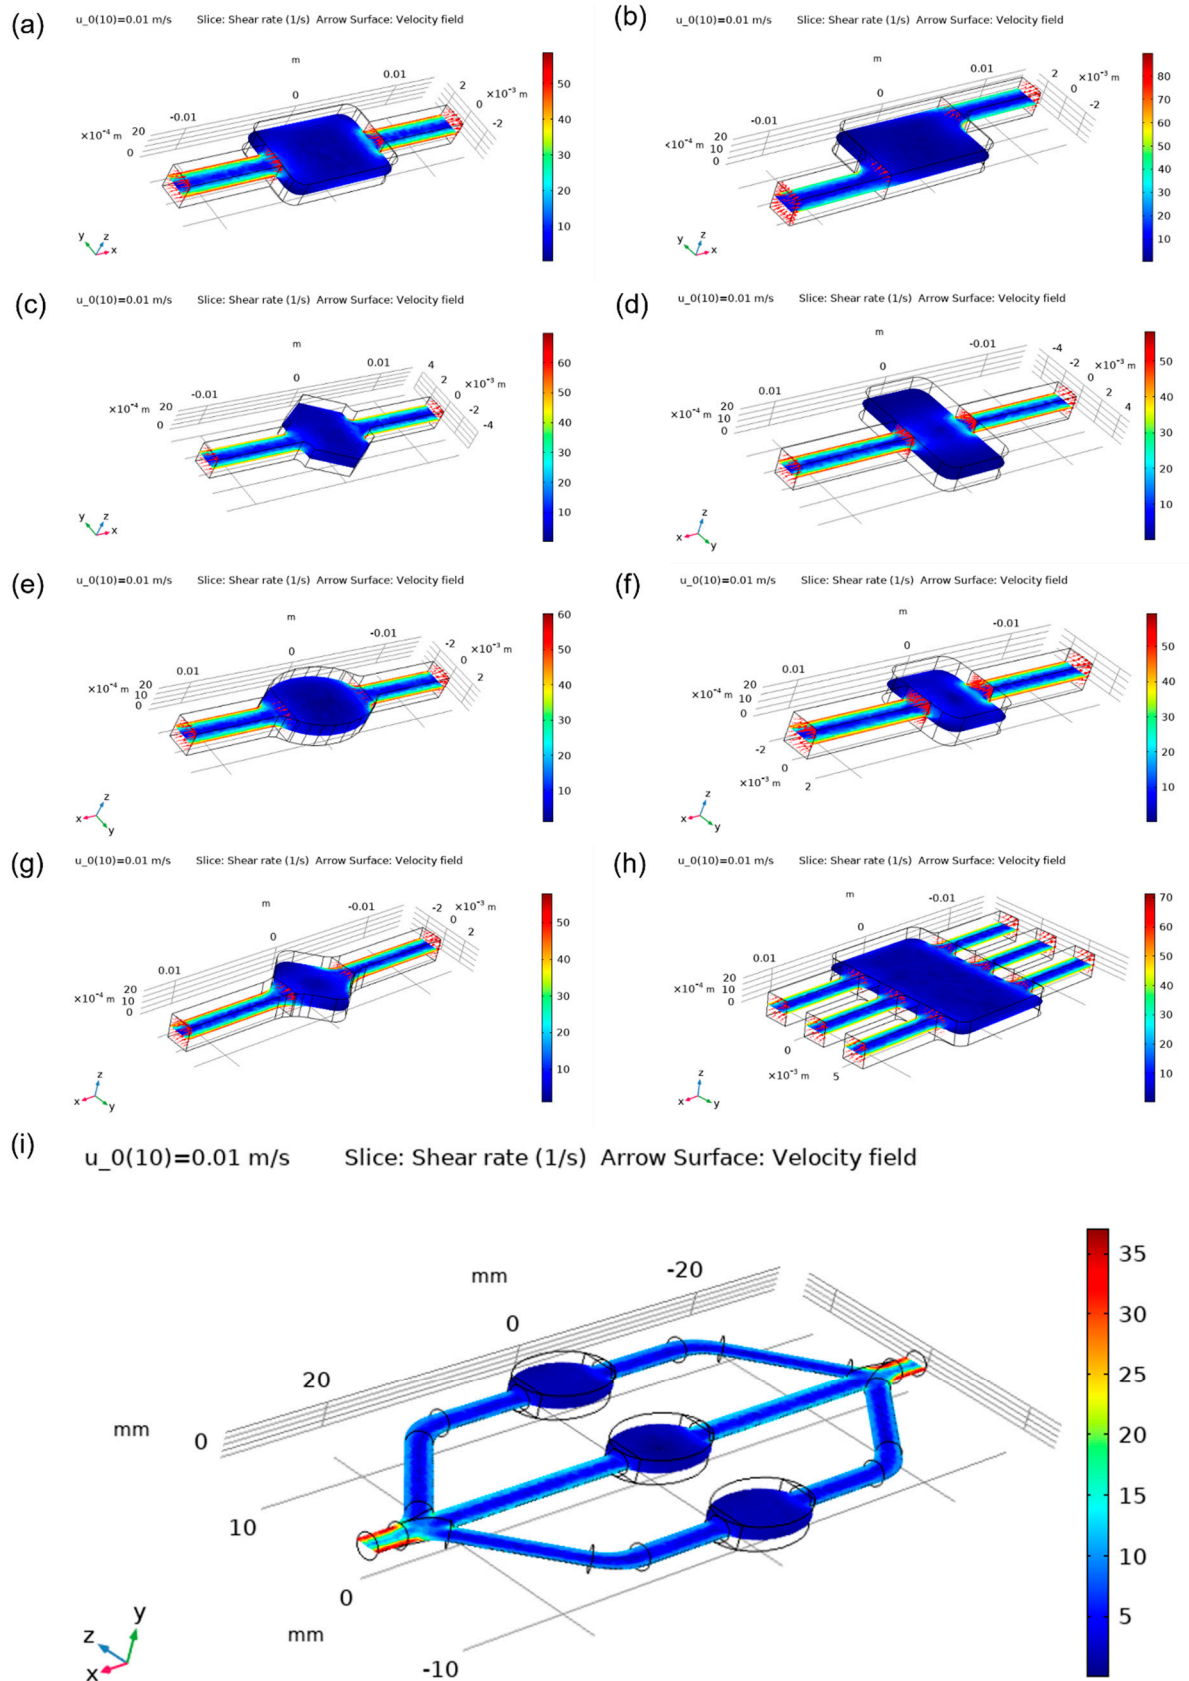 (a)
u_0(10)=0.01 m/s Slice: Shear rate (1/s) Arrow Surface: Velocity field
m
0.01
0
-0.01
2
×10⁻³ m
0
-2
×10⁻⁴ m
20
0
50
40
30
20
10
y z x
(b)
u_0(10)=0.01 m/s Slice: Shear rate (1/s) Arrow Surface: Velocity field
m
0.01
0
-0.01
2
×10⁻³ m
0
-2
‹10⁻⁴ m
20
10
0
80
70
60
50
40
30
20
10
y z x
(c)
u_0(10)=0.01 m/s Slice: Shear rate (1/s) Arrow Surface: Velocity field
m
0.01
0
-0.01
4
2
×10⁻³ m
0
-2
-4
×10⁻⁴ m
20
0
60
50
40
30
20
10
y z x
(d)
u_0(10)=0.01 m/s Slice: Shear rate (1/s) Arrow Surface: Velocity field
m
-0.01
0
0.01
-4
-2
×10⁻³ m
0
2
4
×10⁻⁴ m
20
10
0
50
40
30
20
10
z x y
(e)
u_0(10)=0.01 m/s Slice: Shear rate (1/s) Arrow Surface: Velocity field
m
-0.01
0
0.01
-2
×10⁻³ m
0
2
×10⁻⁴ m
20
10
0
60
50
40
30
20
10
z x y
(f)
u_0(10)=0.01 m/s Slice: Shear rate (1/s) Arrow Surface: Velocity field
m
-0.01
0
0.01
×10⁻⁴ m
20
10
0
-2
0
×10⁻³ m
2
50
40
30
20
10
z x y
(g)
u_0(10)=0.01 m/s Slice: Shear rate (1/s) Arrow Surface: Velocity field
m
-0.01
0
0.01
-2
×10⁻³ m
0
2
×10⁻⁴ m
20
10
0
50
40
30
20
10
z x y
(h)
u_0(10)=0.01 m/s Slice: Shear rate (1/s) Arrow Surface: Velocity field
m
-0.01
0
0.01
×10⁻⁴ m
20
10
0
0
×10⁻³ m
5
70
60
50
40
30
20
10
z x y
(i)
u_0(10)=0.01 m/s Slice: Shear rate (1/s) Arrow Surface: Velocity field
mm
-20
0
20
mm
0
10
0
mm
-10
35
30
25
20
15
10
5
y z x